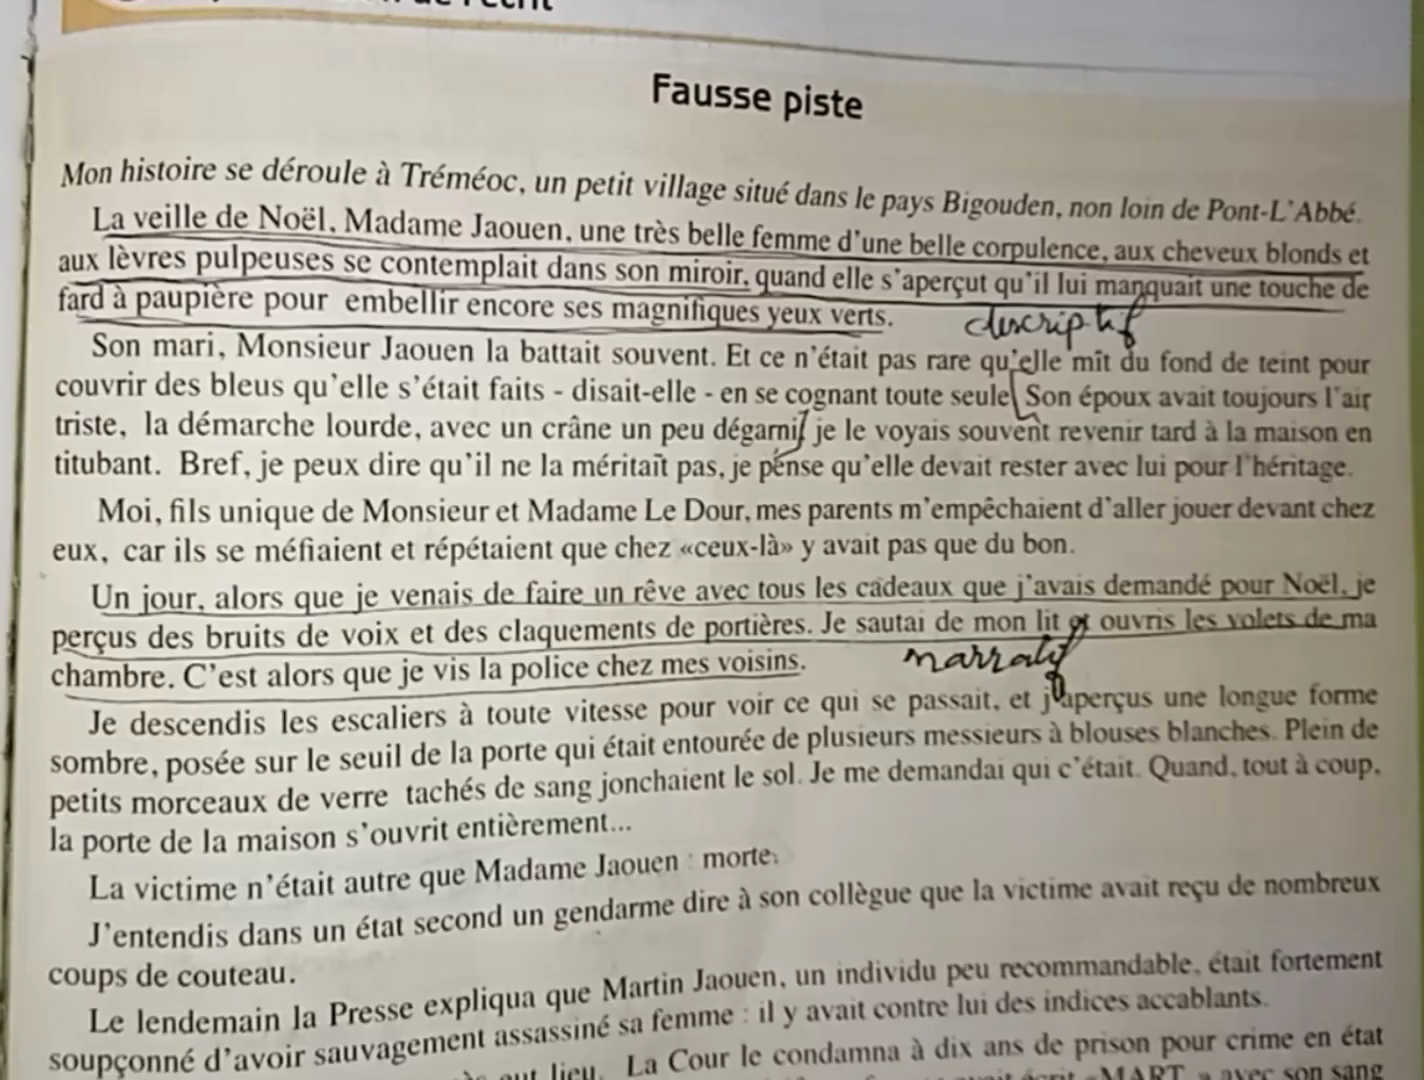 de l'écrit
Fausse piste
Mon histoire se déroule à Tréméoc, un petit village situé dans le pays Bigouden, non loin de Pont-L'Abbé.
La veille de Noël, Madame Jaouen, une très belle femme d'une belle corpulence, aux cheveux blonds et
aux lèvres pulpeuses se contemplait dans son miroir, quand elle s'aperçut qu'il lui manquait une touche de
fard à paupière pour embellir encore ses magnifiques yeux verts. descriptif
Son mari, Monsieur Jaouen la battait souvent. Et ce n'était pas rare qu'elle mît du fond de teint pour
couvrir des bleus qu'elle s'était faits - disait-elle - en se cognant toute seule. Son époux avait toujours l'air
triste, la démarche lourde, avec un crâne un peu dégarni, je le voyais souvent revenir tard à la maison en
titubant. Bref, je peux dire qu'il ne la méritait pas, je pense qu'elle devait rester avec lui pour l'héritage.
Moi, fils unique de Monsieur et Madame Le Dour, mes parents m'empêchaient d'aller jouer devant chez
eux, car ils se méfiaient et répétaient que chez «ceux-là» y avait pas que du bon.
Un jour, alors que je venais de faire un rêve avec tous les cadeaux que j'avais demandé pour Noël, je
perçus des bruits de voix et des claquements de portières. Je sautai de mon lit et ouvris les volets de ma
chambre. C'est alors que je vis la police chez mes voisins. narratif
Je descendis les escaliers à toute vitesse pour voir ce qui se passait, et j'aperçus une longue forme
sombre, posée sur le seuil de la porte qui était entourée de plusieurs messieurs à blouses blanches. Plein de
petits morceaux de verre tachés de sang jonchaient le sol. Je me demandai qui c'était. Quand, tout à coup,
la porte de la maison s'ouvrit entièrement...
La victime n'était autre que Madame Jaouen : morte.
J'entendis dans un état second un gendarme dire à son collègue que la victime avait reçu de nombreux
coups de couteau.
Le lendemain la Presse expliqua que Martin Jaouen, un individu peu recommandable, était fortement
soupçonné d'avoir sauvagement assassiné sa femme : il y avait contre lui des indices accablants.
eut lieu. La Cour le condamna à dix ans de prison pour crime en état
écrit «MART » avec son sang